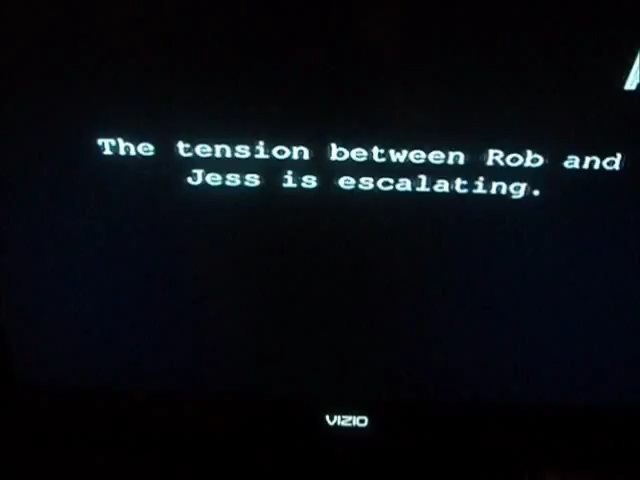 The tension between Rob and
Jess is escalating.
VIZIO